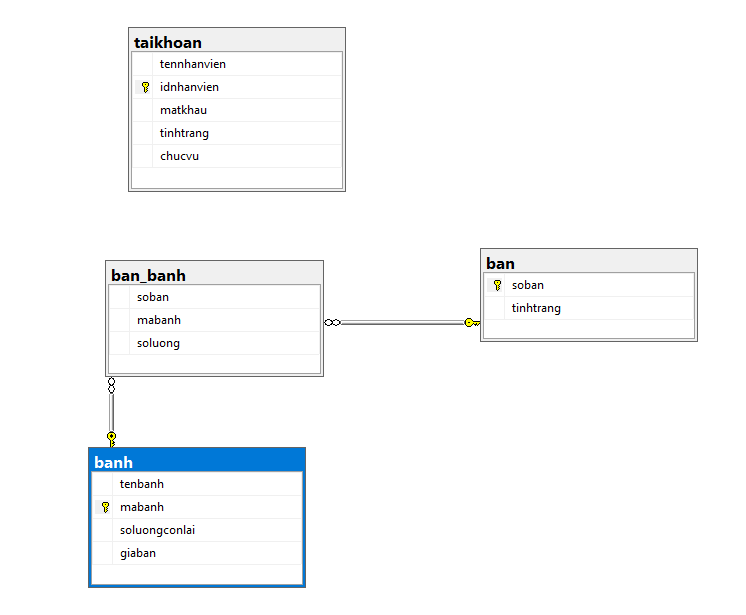 taikhoan
tennhanvien
idnhanvien
matkhau
tinhtrang
chucvu
ban_banh
soban
mabanh
soluong
ban
soban
tinhtrang
banh
tenbanh
mabanh
soluongconlai
giaban